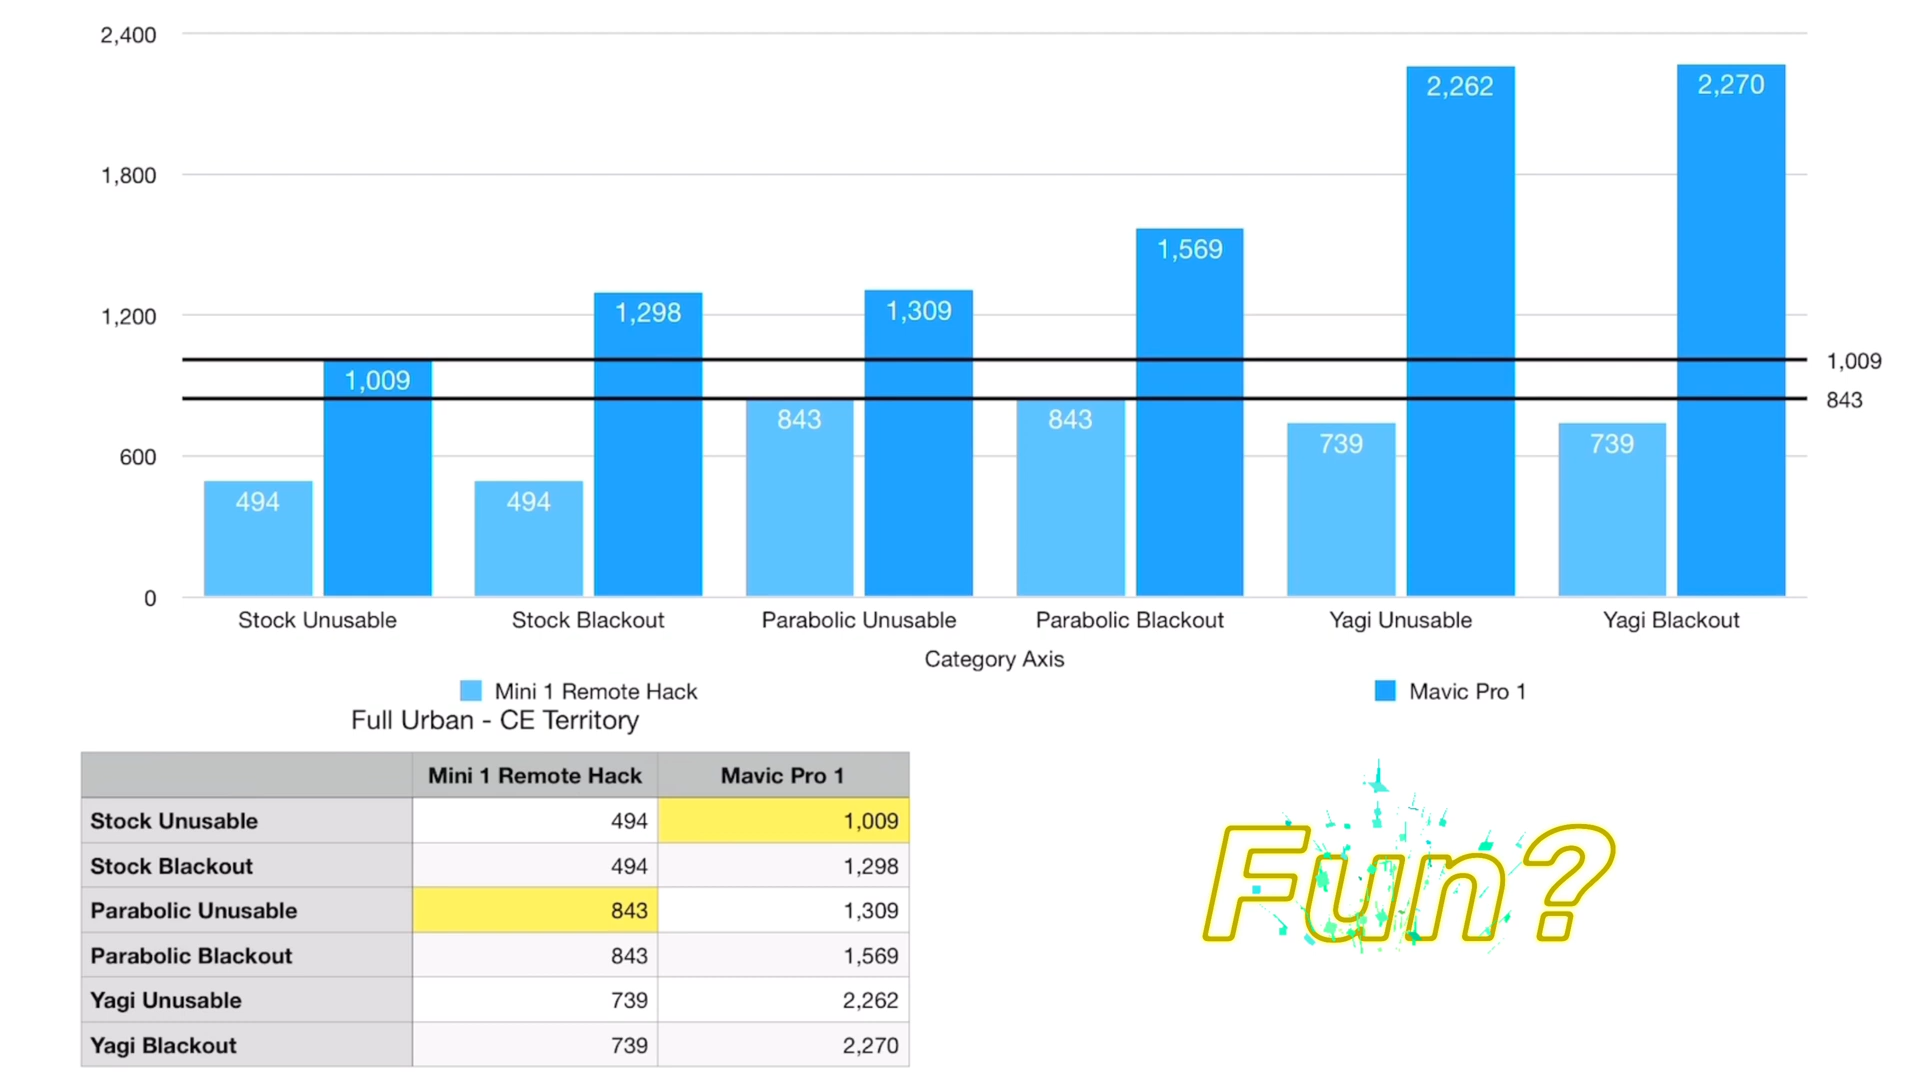 2,400
1,800
1,200
600
0
494
1,009
494
1,298
843
1,309
843
1,569
739
2,262
739
2,270
1,009
843
Stock Unusable
Stock Blackout
Parabolic Unusable
Parabolic Blackout
Yagi Unusable
Yagi Blackout
Category Axis
Mini 1 Remote Hack
Mavic Pro 1
Full Urban - CE Territory
Mini 1 Remote Hack Mavic Pro 1
Stock Unusable 494 1,009
Stock Blackout 494 1,298
Parabolic Unusable 843 1,309
Parabolic Blackout 843 1,569
Yagi Unusable 739 2,262
Yagi Blackout 739 2,270
Fun?